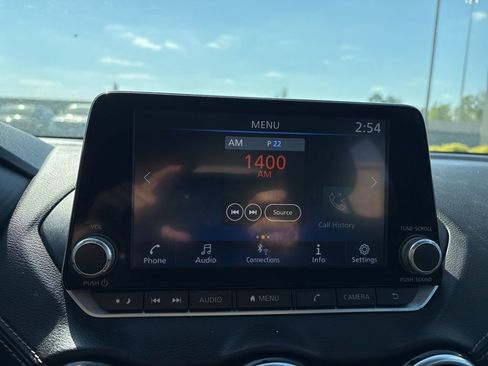 MENU
2:54
AM P 22
1400
AM
Source
Call History
VOL
TUNE·SCROLL
Phone Audio Connections Info Settings
PUSH
PUSH SOUND
AUDIO MENU CAMERA